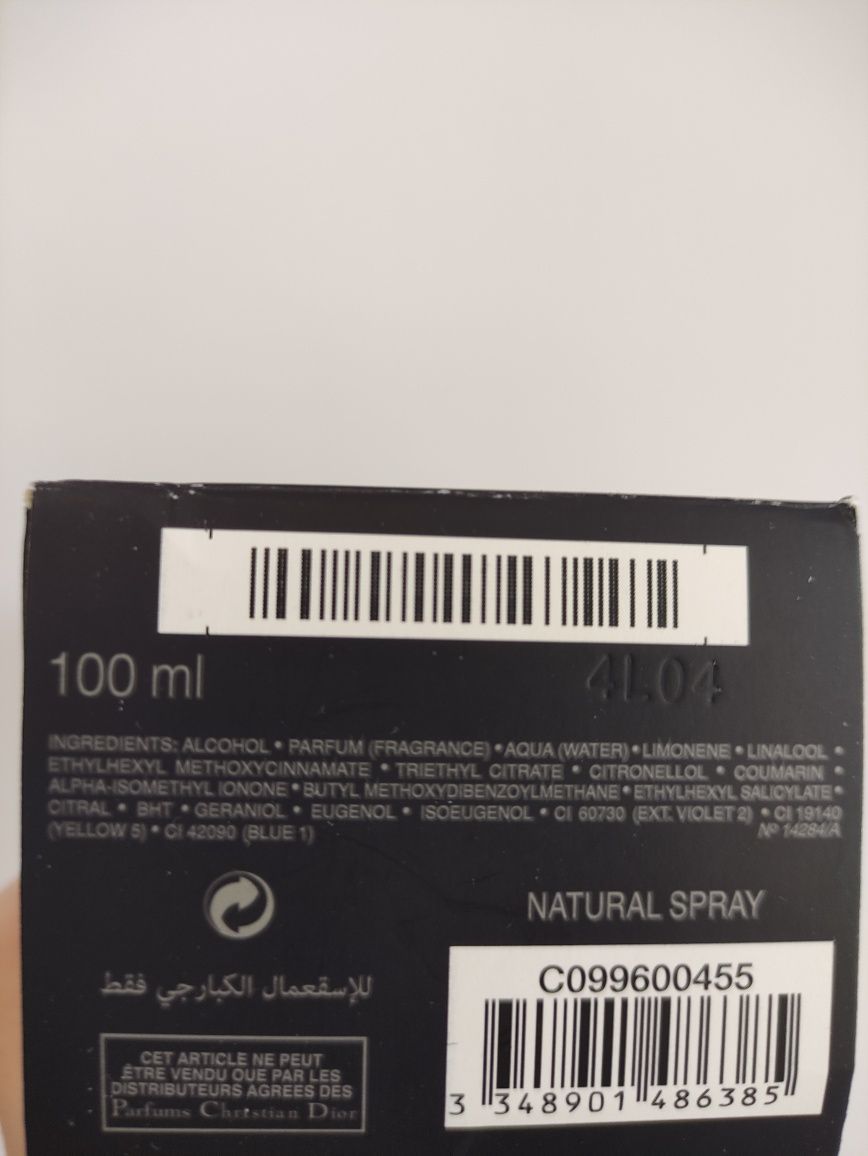 100 ml
4L04
INGREDIENTS: ALCOHOL • PARFUM (FRAGRANCE) • AQUA (WATER) • LIMONENE • LINALOOL •
ETHYLHEXYL METHOXYCINNAMATE • TRIETHYL CITRATE • CITRONELLOL • COUMARIN •
ALPHA-ISOMETHYL IONONE • BUTYL METHOXYDIBENZOYLMETHANE • ETHYLHEXYL SALICYLATE •
CITRAL • BHT • GERANIOL • EUGENOL • ISOEUGENOL • CI 60730 (EXT. VIOLET 2) • CI 19140
(YELLOW 5) • CI 42090 (BLUE 1)
Nº 14284/A
NATURAL SPRAY
للإستعمال الخارجي فقط
CET ARTICLE NE PEUT
ÊTRE VENDU QUE PAR LES
DISTRIBUTEURS AGREES DES
Parfums Christian Dior
C099600455
3 348901 486385